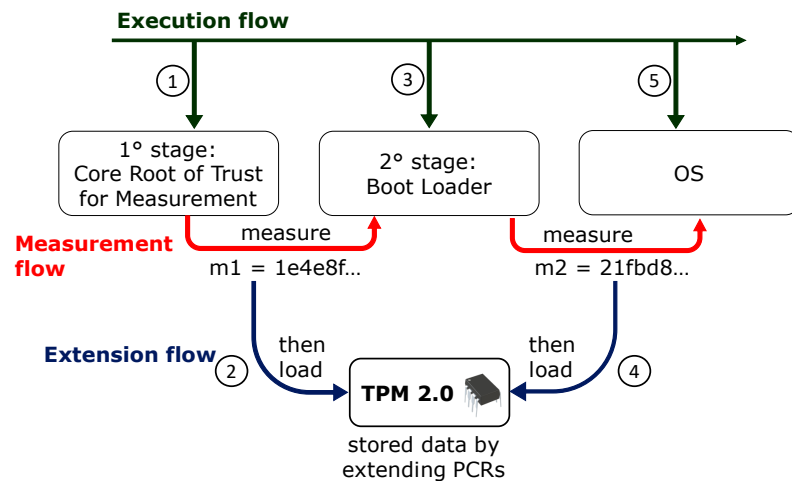 Execution flow
1
3
5
1° stage:
Core Root of Trust
for Measurement
2° stage:
Boot Loader
OS
Measurement
flow
measure
m1 = 1e4e8f...
measure
m2 = 21fbd8...
Extension flow
2
then
load
then
load
4
TPM 2.0
stored data by
extending PCRs